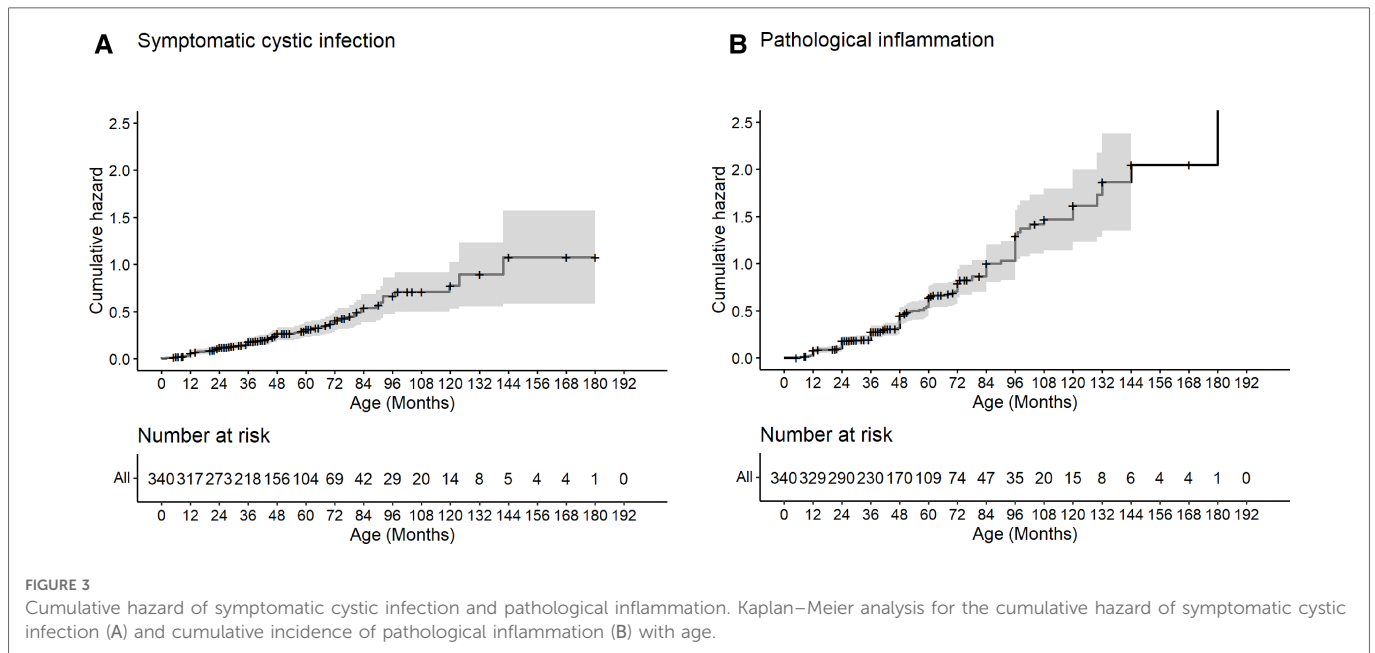 A Symptomatic cystic infection
2.5
2.0
1.5
1.0
0.5
0.0
Cumulative hazard
0 12 24 36 48 60 72 84 96 108 120 132 144 156 168 180 192
Age (Months)
Number at risk
All 340 317 273 218 156 104 69 42 29 20 14 8 5 4 4 1 0
0 12 24 36 48 60 72 84 96 108 120 132 144 156 168 180 192
Age (Months)
B Pathological inflammation
2.5
2.0
1.5
1.0
0.5
0.0
Cumulative hazard
0 12 24 36 48 60 72 84 96 108 120 132 144 156 168 180 192
Age (Months)
Number at risk
All 340 329 290 230 170 109 74 47 35 20 15 8 6 4 4 1 0
0 12 24 36 48 60 72 84 96 108 120 132 144 156 168 180 192
Age (Months)
FIGURE 3
Cumulative hazard of symptomatic cystic infection and pathological inflammation. Kaplan–Meier analysis for the cumulative hazard of symptomatic cystic
infection (A) and cumulative incidence of pathological inflammation (B) with age.